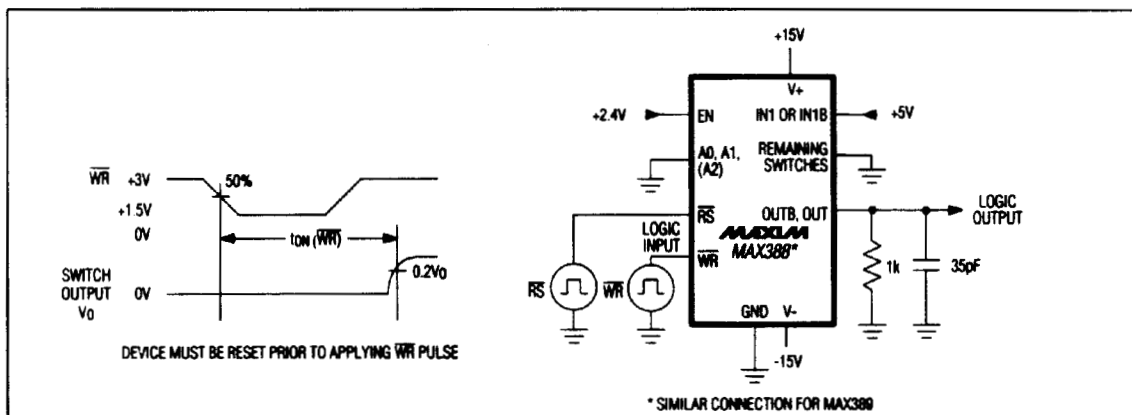 WR +3V
50%
+1.5V
0V
tON (WR)
SWITCH
OUTPUT 0V
VO
0.2VO
DEVICE MUST BE RESET PRIOR TO APPLYING WR PULSE
+15V
V+
+2.4V EN IN1 OR IN1B +5V
A0, A1,
(A2)
REMAINING
SWITCHES
RS OUTB, OUT
LOGIC
OUTPUT
LOGIC
INPUT
MAXIM
MAX388*
WR
1k 35pF
RS WR
GND V-
-15V
* SIMILAR CONNECTION FOR MAX389